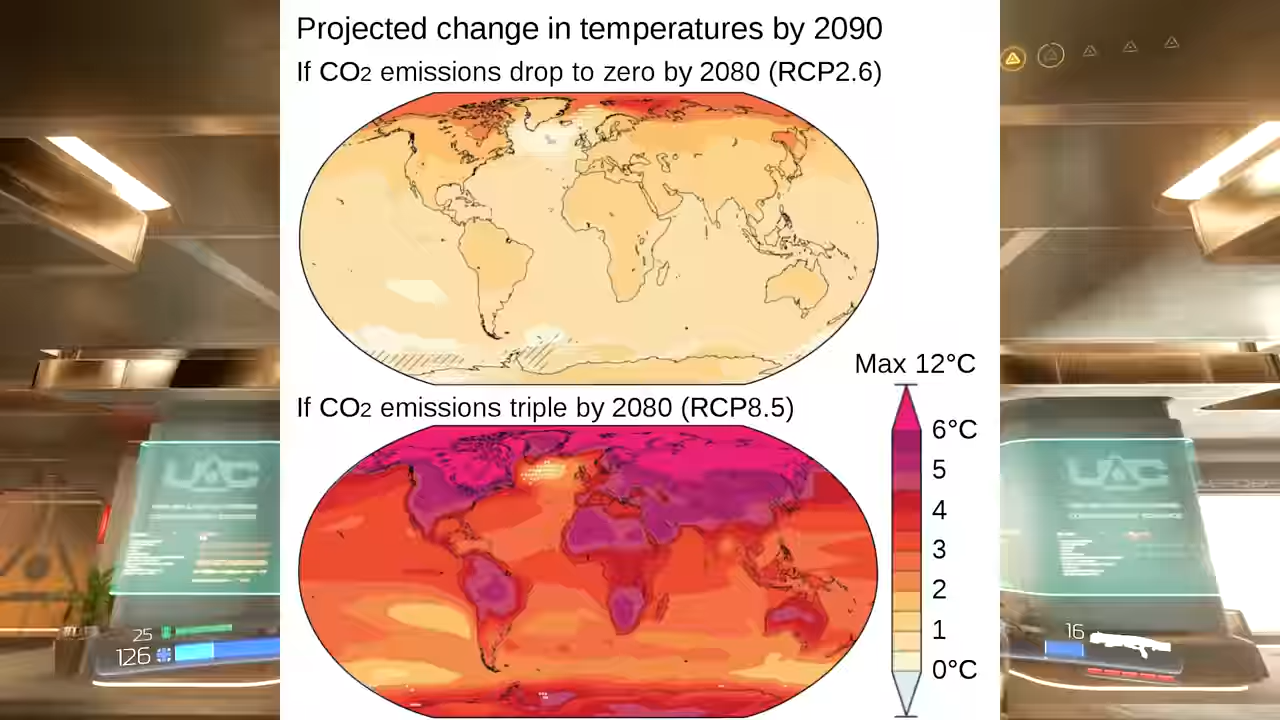 Projected change in temperatures by 2090
If CO2 emissions drop to zero by 2080 (RCP2.6)
Max 12°C
If CO2 emissions triple by 2080 (RCP8.5)
6°C
5
4
3
2
1
0°C
UAC
UAC
25
126
16